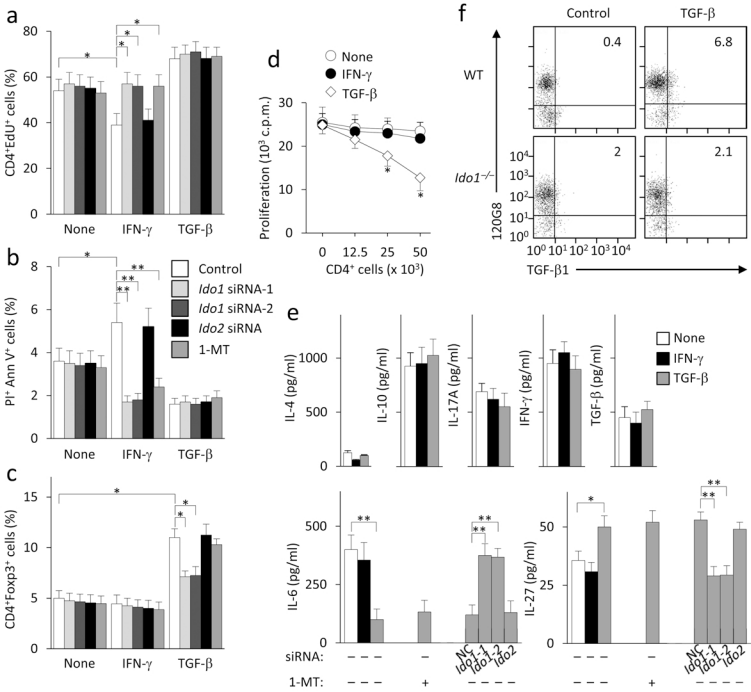 a
CD4⁺EdU⁺ cells (%)
80
60
40
20
0
* * * *
None IFN-γ TGF-β
b
PI⁺ Ann V⁺ cells (%)
8
6
4
2
0
* ** ** **
None IFN-γ TGF-β
Control
Ido1 siRNA-1
Ido1 siRNA-2
Ido2 siRNA
1-MT
c
CD4⁺Foxp3⁺ cells (%)
15
10
5
0
* * *
None IFN-γ TGF-β
d
None
IFN-γ
TGF-β
Proliferation (10³ c.p.m.)
30
20
10
0
* *
0 12.5 25 50
CD4⁺ cells (x 10³)
e
None
IFN-γ
TGF-β
IL-4 (pg/ml)
1000
500
0
IL-10 (pg/ml)
IL-17A (pg/ml)
IFN-γ (pg/ml)
TGF-β (pg/ml)
IL-6 (pg/ml)
500
250
0
** ** **
IL-27 (pg/ml)
50
25
0
* ** **
siRNA: – – – – NC Ido1-1 Ido1-2 Ido2 – – – – NC Ido1-1 Ido1-2 Ido2
1-MT: – – – + – – – – – – – + – – – –
f
Control TGF-β
WT
0.4 6.8
Ido1⁻/⁻
2 2.1
120G8
10⁴
10³
10²
10¹
10⁰
10⁰ 10¹ 10² 10³ 10⁴
TGF-β1